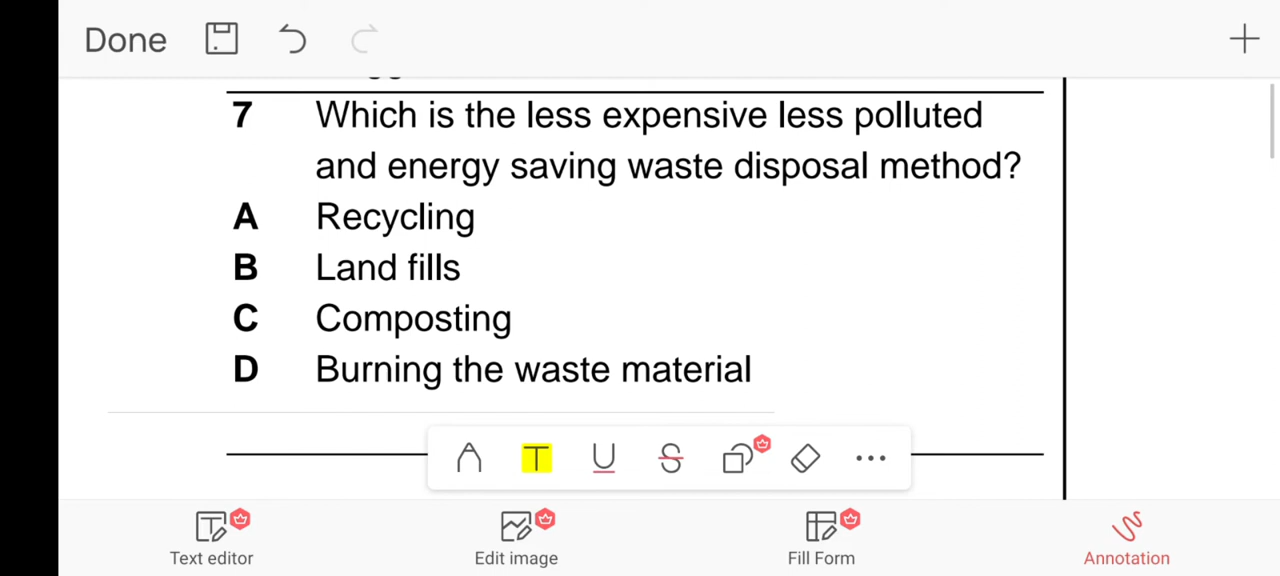 Done
7 Which is the less expensive less polluted
and energy saving waste disposal method?
A Recycling
B Land fills
C Composting
D Burning the waste material
T U S
Text editor Edit image Fill Form Annotation